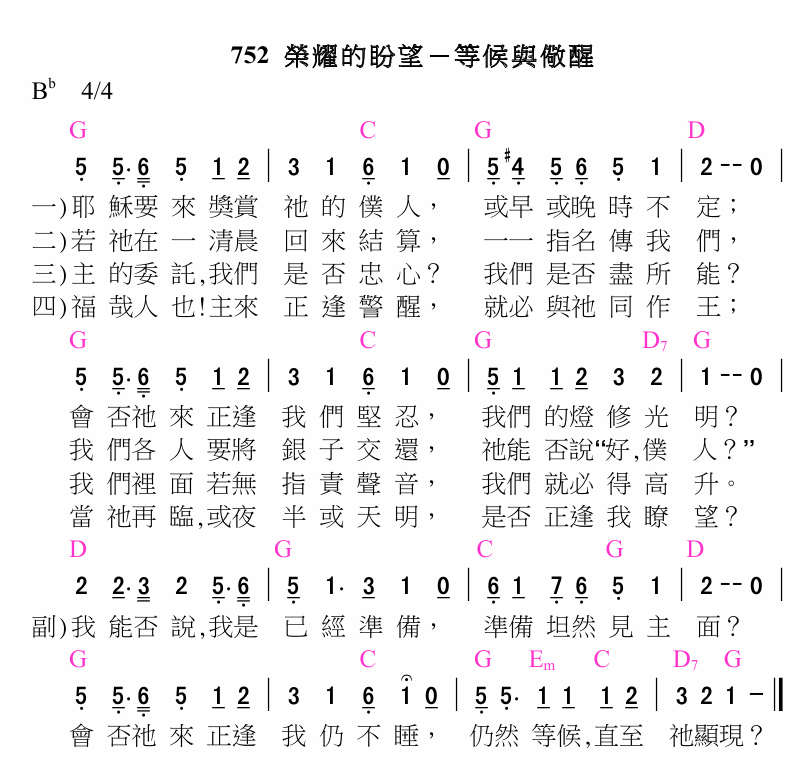 752 榮耀的盼望－等候與儆醒
B♭ 4/4
G C G D
5 5·6 5 1 2 | 3 1 6 1 0 | 5 #4 5 6 5 1 | 2 -- 0 |
一)耶穌要來獎賞祂的僕人，或早或晚時不定；
二)若祂在一清晨回來結算，一一指名傳我們，
三)主的委託,我們是否忠心？我們是否盡所能？
四)福哉人也!主來正逢警醒，就必與祂同作王；
G C G D7 G
5 5·6 5 1 2 | 3 1 6 1 0 | 5 1 1 2 3 2 | 1 -- 0 |
會否祂來正逢我們堅忍，我們的燈修光明？
我們各人要將銀子交還，祂能否說“好,僕人？”
我們裡面若無指責聲音，我們就必得高升。
當祂再臨,或夜半或天明，是否正逢我瞭望？
D G C G D
2 2·3 2 5·6 | 5 1· 3 1 0 | 6 1 7 6 5 1 | 2 -- 0 |
副)我能否說,我是已經準備，準備坦然見主面？
G C G Em C D7 G
5 5·6 5 1 2 | 3 1 6 1 0 | 5 5· 1 1 1 2 | 3 2 1 - ‖
會否祂來正逢我仍不睡，仍然等候,直至祂顯現？